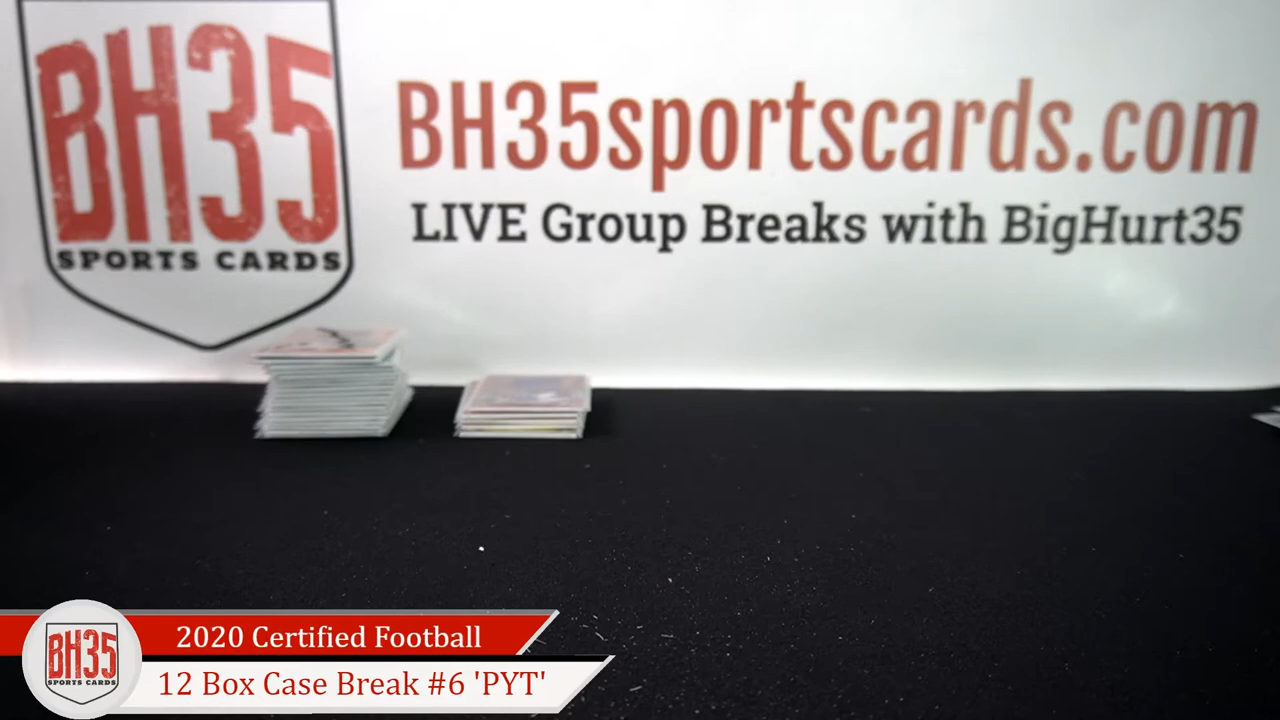 BH35
SPORTS CARDS
BH35sportscards.com
LIVE Group Breaks with BigHurt35
BH35
SPORTS CARDS
2020 Certified Football
12 Box Case Break #6 'PYT'